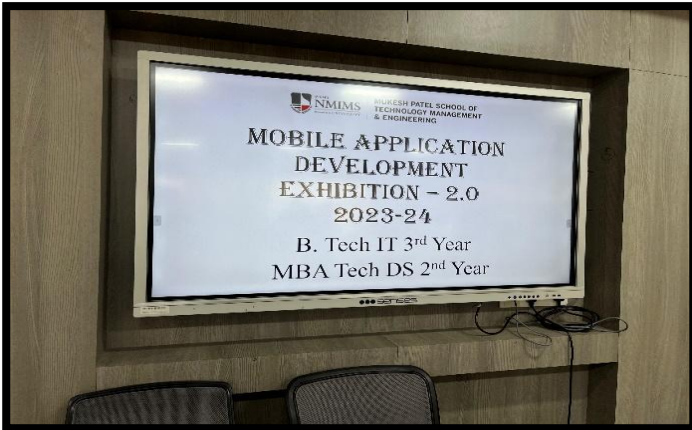 NMIMS
MUKESH PATEL SCHOOL OF
TECHNOLOGY MANAGEMENT
& ENGINEERING
MOBILE APPLICATION
DEVELOPMENT
EXHIBITION – 2.0
2023-24
B. Tech IT 3rd Year
MBA Tech DS 2nd Year
senses